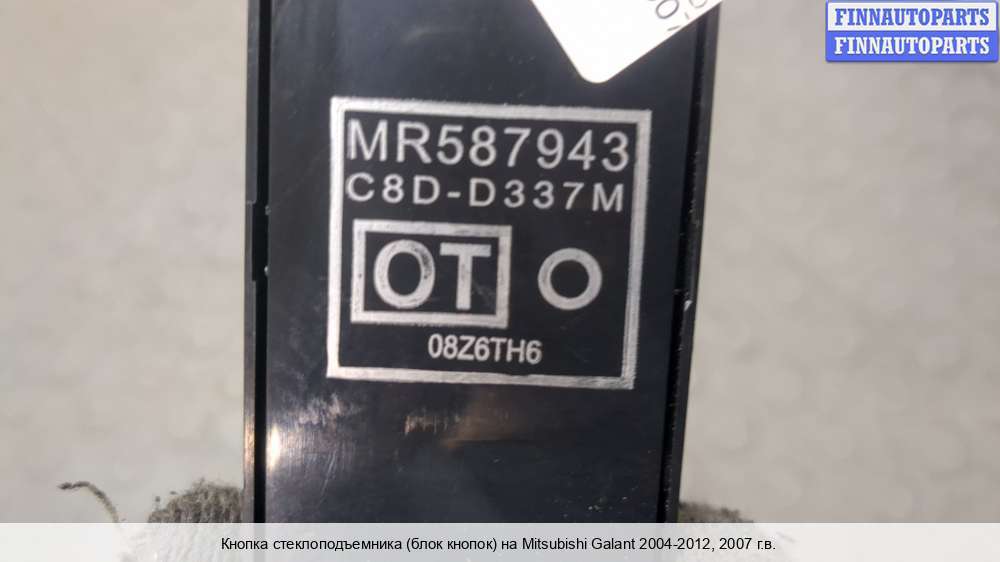 FINNAUTOPARTS
FINNAUTOPARTS
MR587943
C8D-D337M
OT O
08Z6TH6
Кнопка стеклоподъемника (блок кнопок) на Mitsubishi Galant 2004-2012, 2007 г.в.